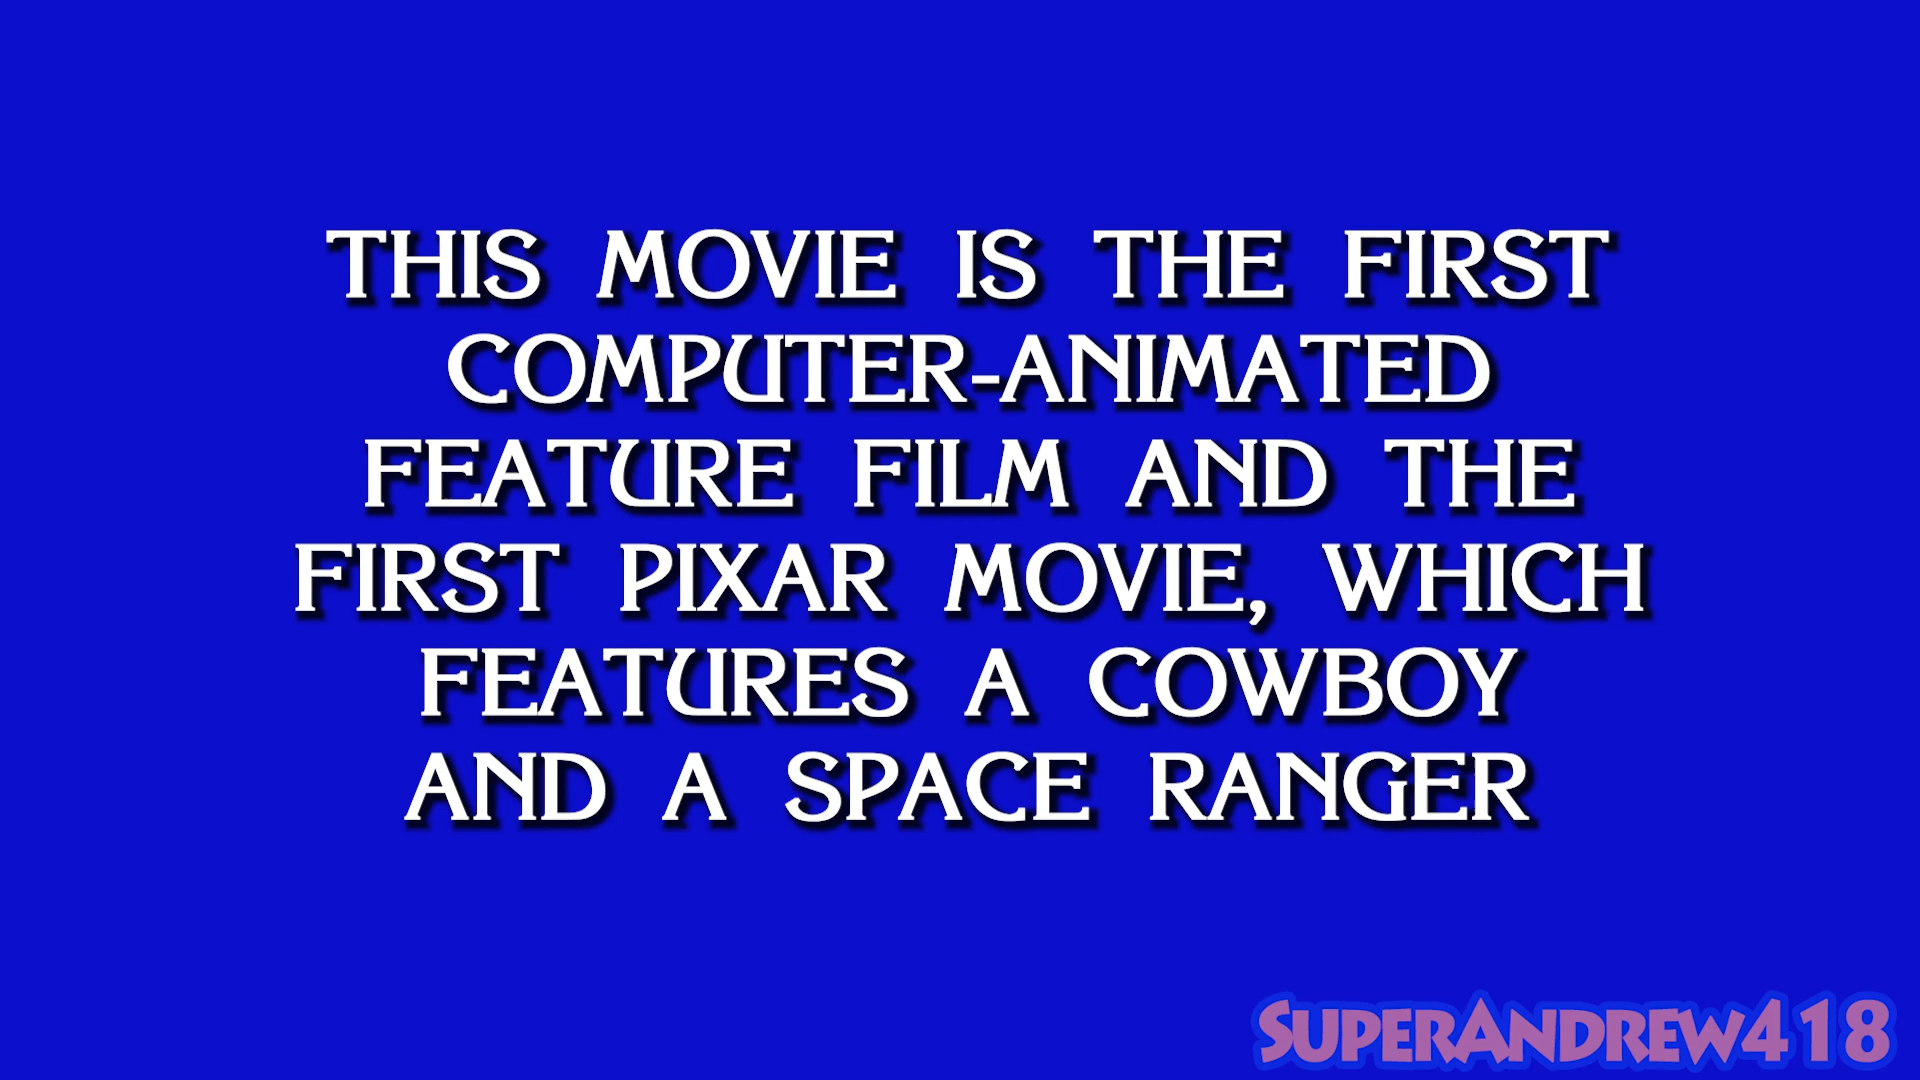 THIS MOVIE IS THE FIRST
COMPUTER-ANIMATED
FEATURE FILM AND THE
FIRST PIXAR MOVIE, WHICH
FEATURES A COWBOY
AND A SPACE RANGER
SUPERANDREW418